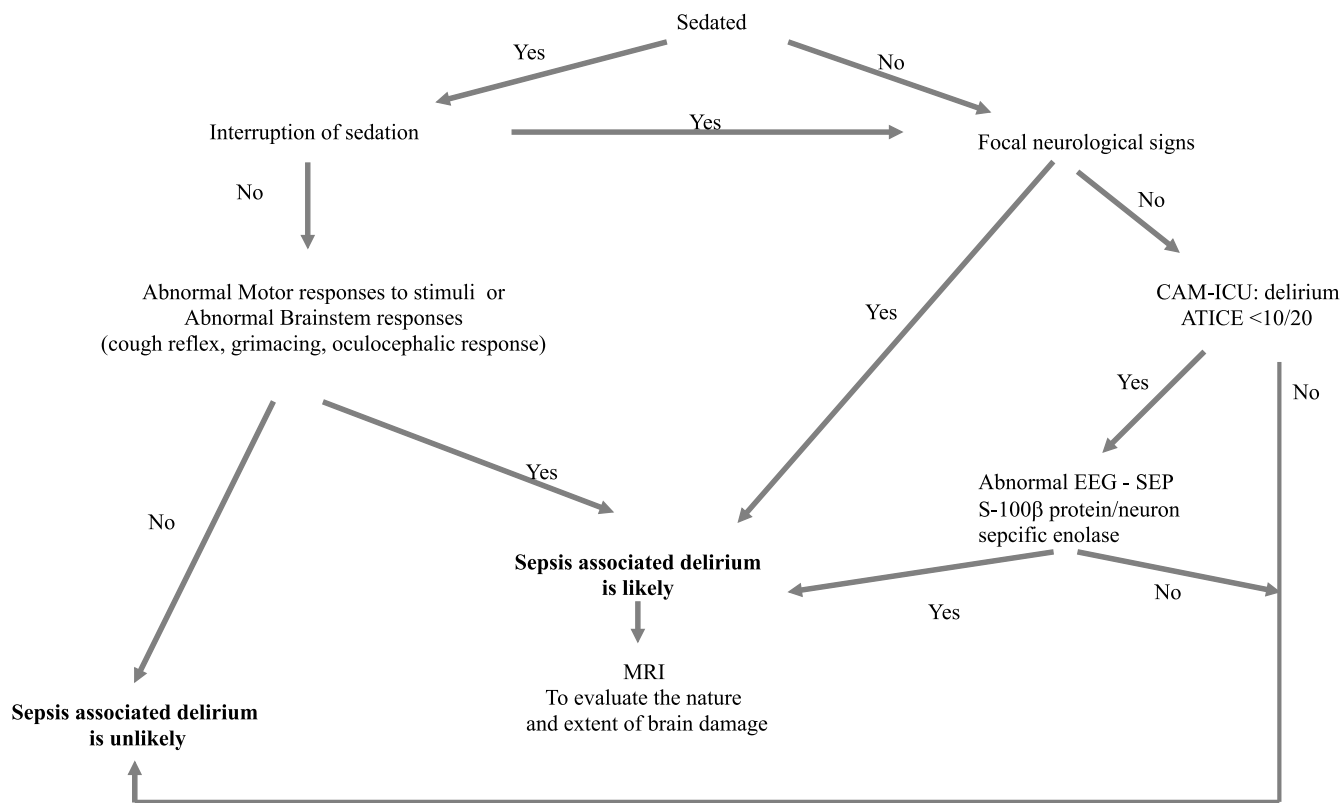 Sedated
Yes
No
Interruption of sedation
Yes
Focal neurological signs
No
No
Abnormal Motor responses to stimuli or
Abnormal Brainstem responses
(cough reflex, grimacing, oculocephalic response)
Yes
CAM-ICU: delirium
ATICE <10/20
Yes
No
Yes
No
Abnormal EEG - SEP
S-100β protein/neuron
sepcific enolase
Sepsis associated delirium
is likely
Yes
No
MRI
To evaluate the nature
and extent of brain damage
Sepsis associated delirium
is unlikely